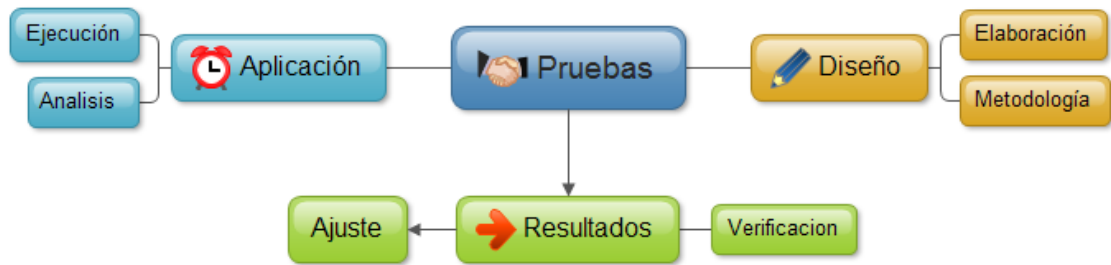 Ejecución
Analisis
Aplicación
Pruebas
Diseño
Elaboración
Metodología
Ajuste
Resultados
Verificacion